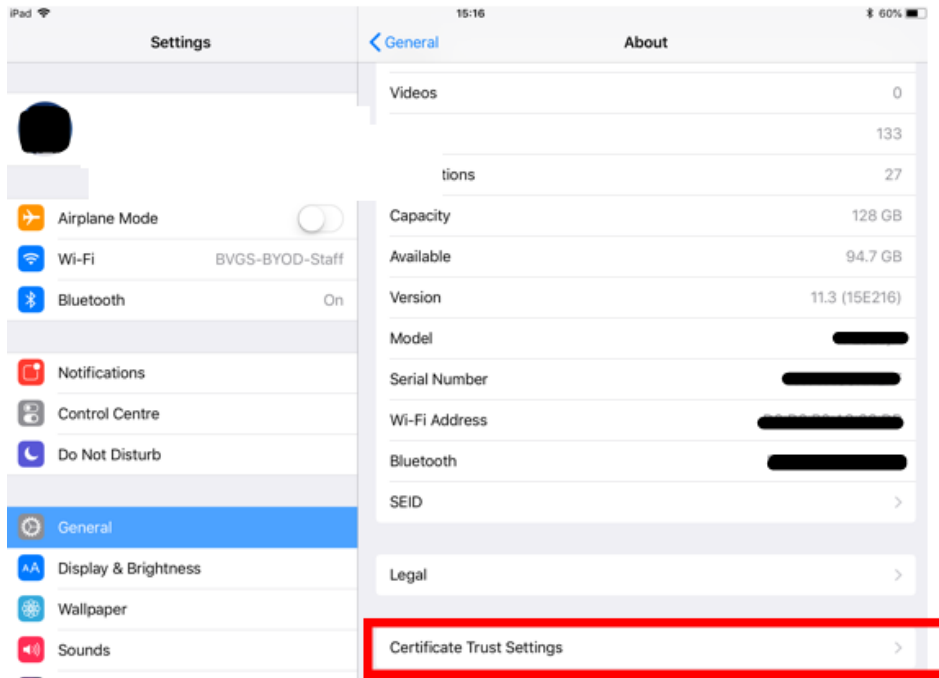 iPad 15:16 60%
Settings
General About
Videos 0
133
tions 27
Airplane Mode
Capacity 128 GB
Wi-Fi BVGS-BYOD-Staff
Available 94.7 GB
Bluetooth On
Version 11.3 (15E216)
Model
Notifications
Serial Number
Control Centre
Wi-Fi Address
Do Not Disturb
Bluetooth
SEID
General
Display & Brightness
AA
Legal
Wallpaper
Sounds
Certificate Trust Settings